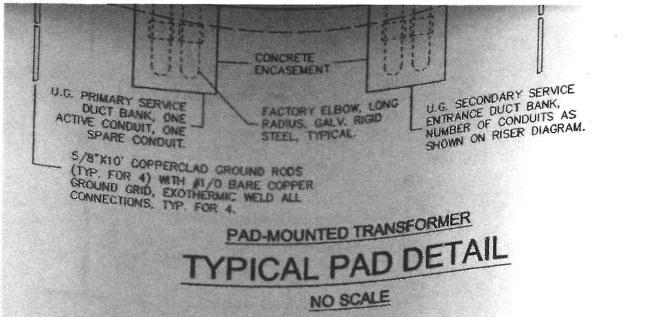 CONCRETE
ENCASEMENT
U.G. PRIMARY SERVICE
DUCT BANK, ONE
ACTIVE CONDUIT, ONE
SPARE CONDUIT.
FACTORY ELBOW, LONG
RADIUS, GALV. RIGID
STEEL, TYPICAL.
U.G. SECONDARY SERVICE
ENTRANCE DUCT BANK,
NUMBER OF CONDUITS AS
SHOWN ON RISER DIAGRAM.
5/8"X10' COPPERCLAD GROUND RODS
(TYP. FOR 4) WITH #1/0 BARE COPPER
GROUND GRID, EXOTHERMIC WELD ALL
CONNECTIONS, TYP. FOR 4.
PAD-MOUNTED TRANSFORMER
TYPICAL PAD DETAIL
NO SCALE